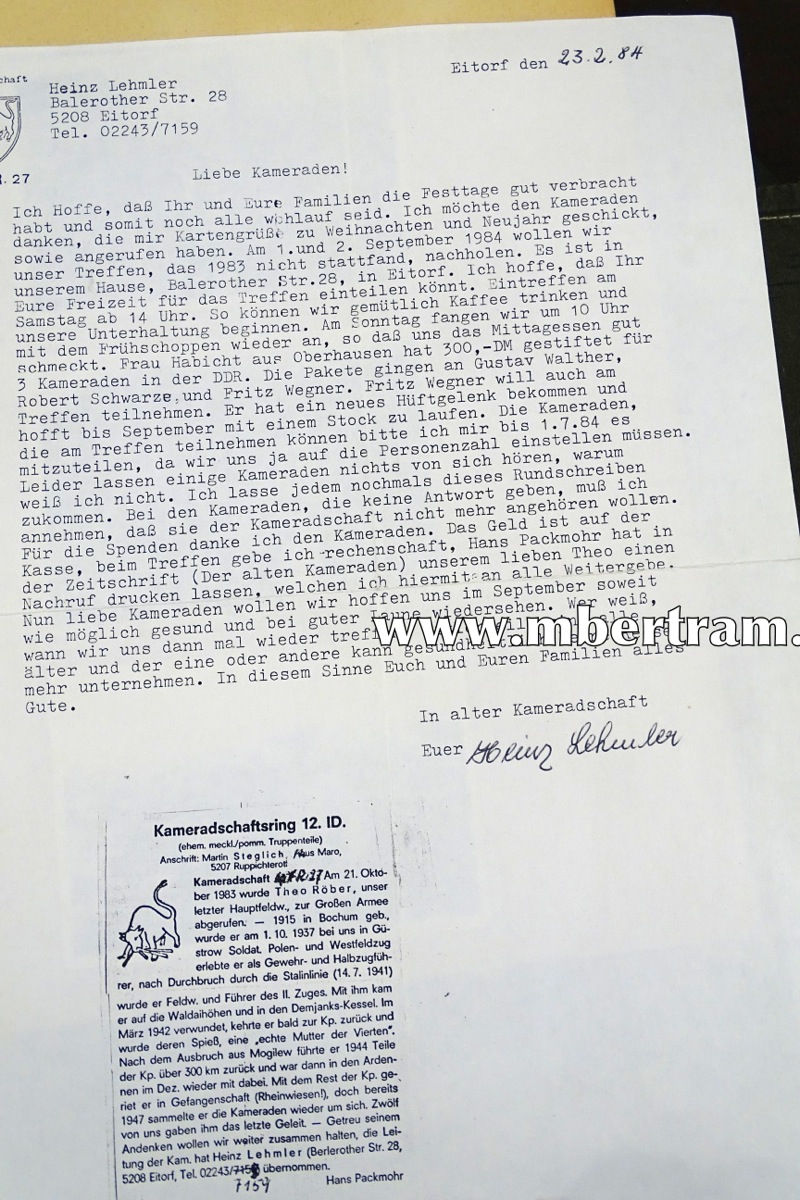 chaft
27
Heinz Lehmler
Balerother Str. 28
5208 Eitorf
Tel. 02243/7159
Eitorf den 23.2.84
Liebe Kameraden!
Ich Hoffe, daß Ihr und Eure Familien die Festtage gut verbracht
habt und somit noch alle wohlauf seid. Ich möchte den Kameraden
danken, die mir Kartengrüße zu Weihnachten und Neujahr geschickt,
sowie angerufen haben. Am 1.und 2. September 1984 wollen wir
unser Treffen, das 1983 nicht stattfand, nachholen. Es ist in
unserem Hause, Balerother Str.28, in Eitorf. Ich hoffe, daß Ihr
Eure Freizeit für das Treffen einteilen könnt. Eintreffen am
Samstag ab 14 Uhr. So können wir gemütlich Kaffee trinken und
unsere Unterhaltung beginnen. Am Sonntag fangen wir um 10 Uhr
mit dem Frühschoppen wieder an, so daß uns das Mittagessen gut
schmeckt. Frau Habicht aus Oberhausen hat 300,-DM gestiftet für
3 Kameraden in der DDR. Die Pakete gingen an Gustav Walther,
Robert Schwarze,und Fritz Wegner. Fritz Wegner will auch am
Treffen teilnehmen. Er hat ein neues Hüftgelenk bekommen und
hofft bis September mit einem Stock zu laufen. Die Kameraden,
die am Treffen teilnehmen können bitte ich mir bis 1.7.84 es
mitzuteilen, da wir uns ja auf die Personenzahl einstellen müssen.
Leider lassen einige Kameraden nichts von sich hören, warum
weiß ich nicht. Ich lasse jedem nochmals dieses Rundschreiben
zukommen. Bei den Kameraden, die keine Antwort geben, muß ich
annehmen, daß sie der Kameradschaft nicht mehr angehören wollen.
Für die Spenden danke ich den Kameraden. Das Geld ist auf der
Kasse, beim Treffen gebe ich rechenschaft, Hans Packmohr hat in
der Zeitschrift (Der alten Kameraden) unserem lieben Theo einen
Nachruf drucken lassen, welchen ich hiermit an alle Weitergebe.
Nun liebe Kameraden wollen wir hoffen uns im September soweit
wie möglich gesund und bei guter Laune wiedersehen. Wer weiß,
wann wir uns dann mal wieder
älter und der eine oder andere kann
mehr unternehmen. In diesem Sinne Euch und Euren Familien alles
Gute.
www.mbertram.
In alter Kameradschaft
Euer Heinz Lehmler
Kameradschaftsring 12. ID.
(ehem. meckl./pomm. Truppenteile)
Anschrift: Martin Steglich, Haus Maro,
5207 Ruppichteroth
Kameradschaft 4./I.R.27 Am 21. Okto-
ber 1983 wurde Theo Röber, unser
letzter Hauptfeldw., zur Großen Armee
abgerufen. — 1915 in Bochum geb.,
wurde er am 1. 10. 1937 bei uns in Gü-
strow Soldat. Polen- und Westfeldzug
erlebte er als Gewehr- und Halbzugfüh-
rer, nach Durchbruch durch die Stalinlinie (14. 7. 1941)
wurde er Feldw. und Führer des II. Zuges. Mit ihm kam
er auf die Waldaihöhen und in den Demjanks-Kessel. Im
März 1942 verwundet, kehrte er bald zur Kp. zurück und
wurde deren Spieß, eine „echte Mutter der Vierten".
Nach dem Ausbruch aus Mogilew führte er 1944 Teile
der Kp. über 300 km zurück und war dann in den Arden-
nen im Dez. wieder mit dabei. Mit dem Rest der Kp. ge-
riet er in Gefangenschaft (Rheinwiesen!), doch bereits
1947 sammelte er die Kameraden wieder um sich. Zwölf
von uns gaben ihm das letzte Geleit. — Getreu seinem
Andenken wollen wir weiter zusammen halten, die Lei-
tung der Kam. hat Heinz Lehmler (Berlerother Str. 28,
5208 Eitorf, Tel. 02243/7159 übernommen.
7159
Hans Packmohr